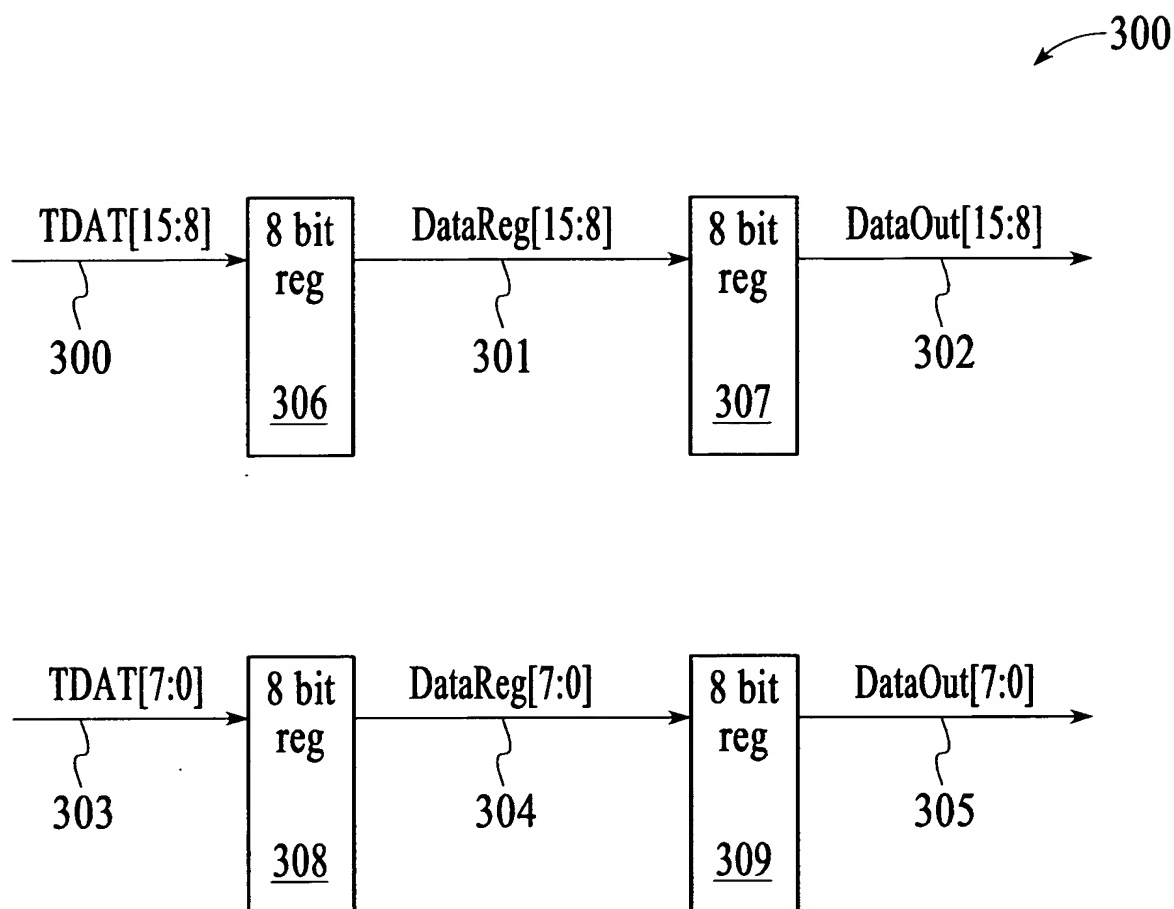 300
TDAT[15:8]
300
8 bit
reg
306
DataReg[15:8]
301
8 bit
reg
307
DataOut[15:8]
302
TDAT[7:0]
303
8 bit
reg
308
DataReg[7:0]
304
8 bit
reg
309
DataOut[7:0]
305